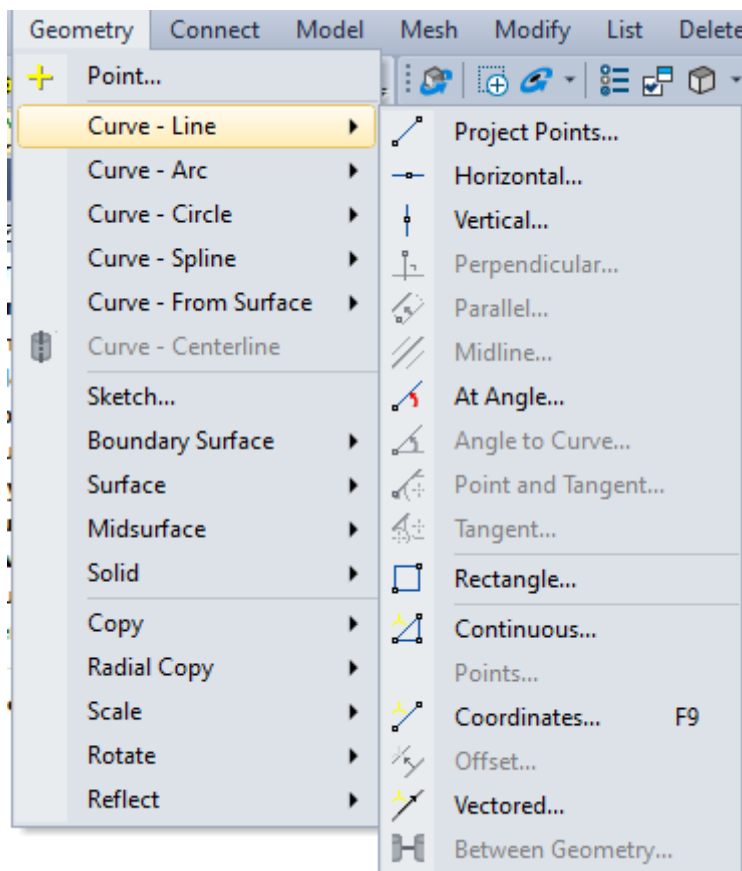 Geometry Connect Model Mesh Modify List Delete
Point...
Curve - Line
Curve - Arc
Curve - Circle
Curve - Spline
Curve - From Surface
Curve - Centerline
Sketch...
Boundary Surface
Surface
Midsurface
Solid
Copy
Radial Copy
Scale
Rotate
Reflect
Project Points...
Horizontal...
Vertical...
Perpendicular...
Parallel...
Midline...
At Angle...
Angle to Curve...
Point and Tangent...
Tangent...
Rectangle...
Continuous...
Points...
Coordinates... F9
Offset...
Vectored...
Between Geometry...